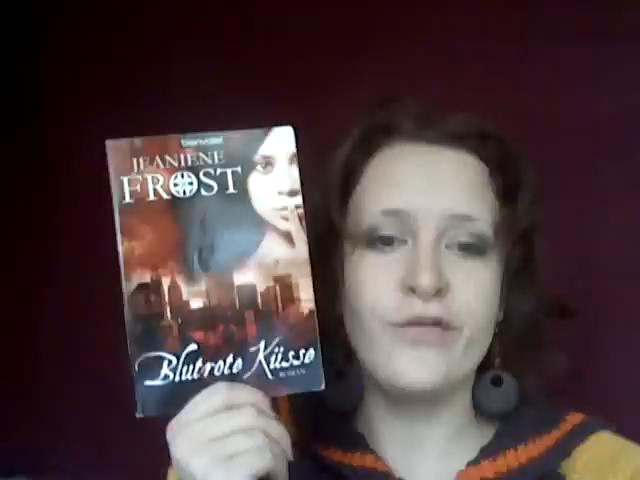 blanvalet
JEANIENE
FROST
Blutrote Küsse
ROMAN